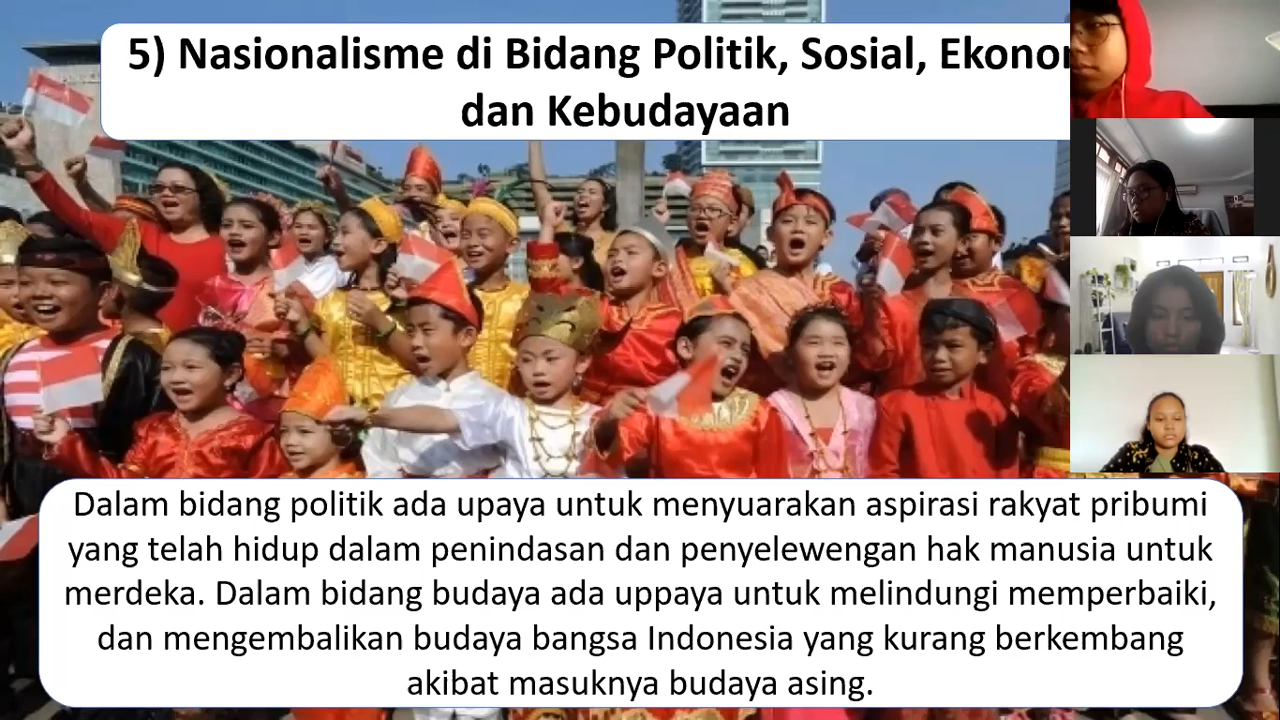 5) Nasionalisme di Bidang Politik, Sosial,
dan Kebudayaan
Dalam bidang politik ada upaya untuk menyuarakan aspirasi rakyat pribumi
yang telah hidup dalam penindasan dan penyelewengan hak manusia untuk
merdeka. Dalam bidang budaya ada uppaya untuk melindungi memperbaiki,
dan mengembalikan budaya bangsa Indonesia yang kurang berkembang
akibat masuknya budaya asing.